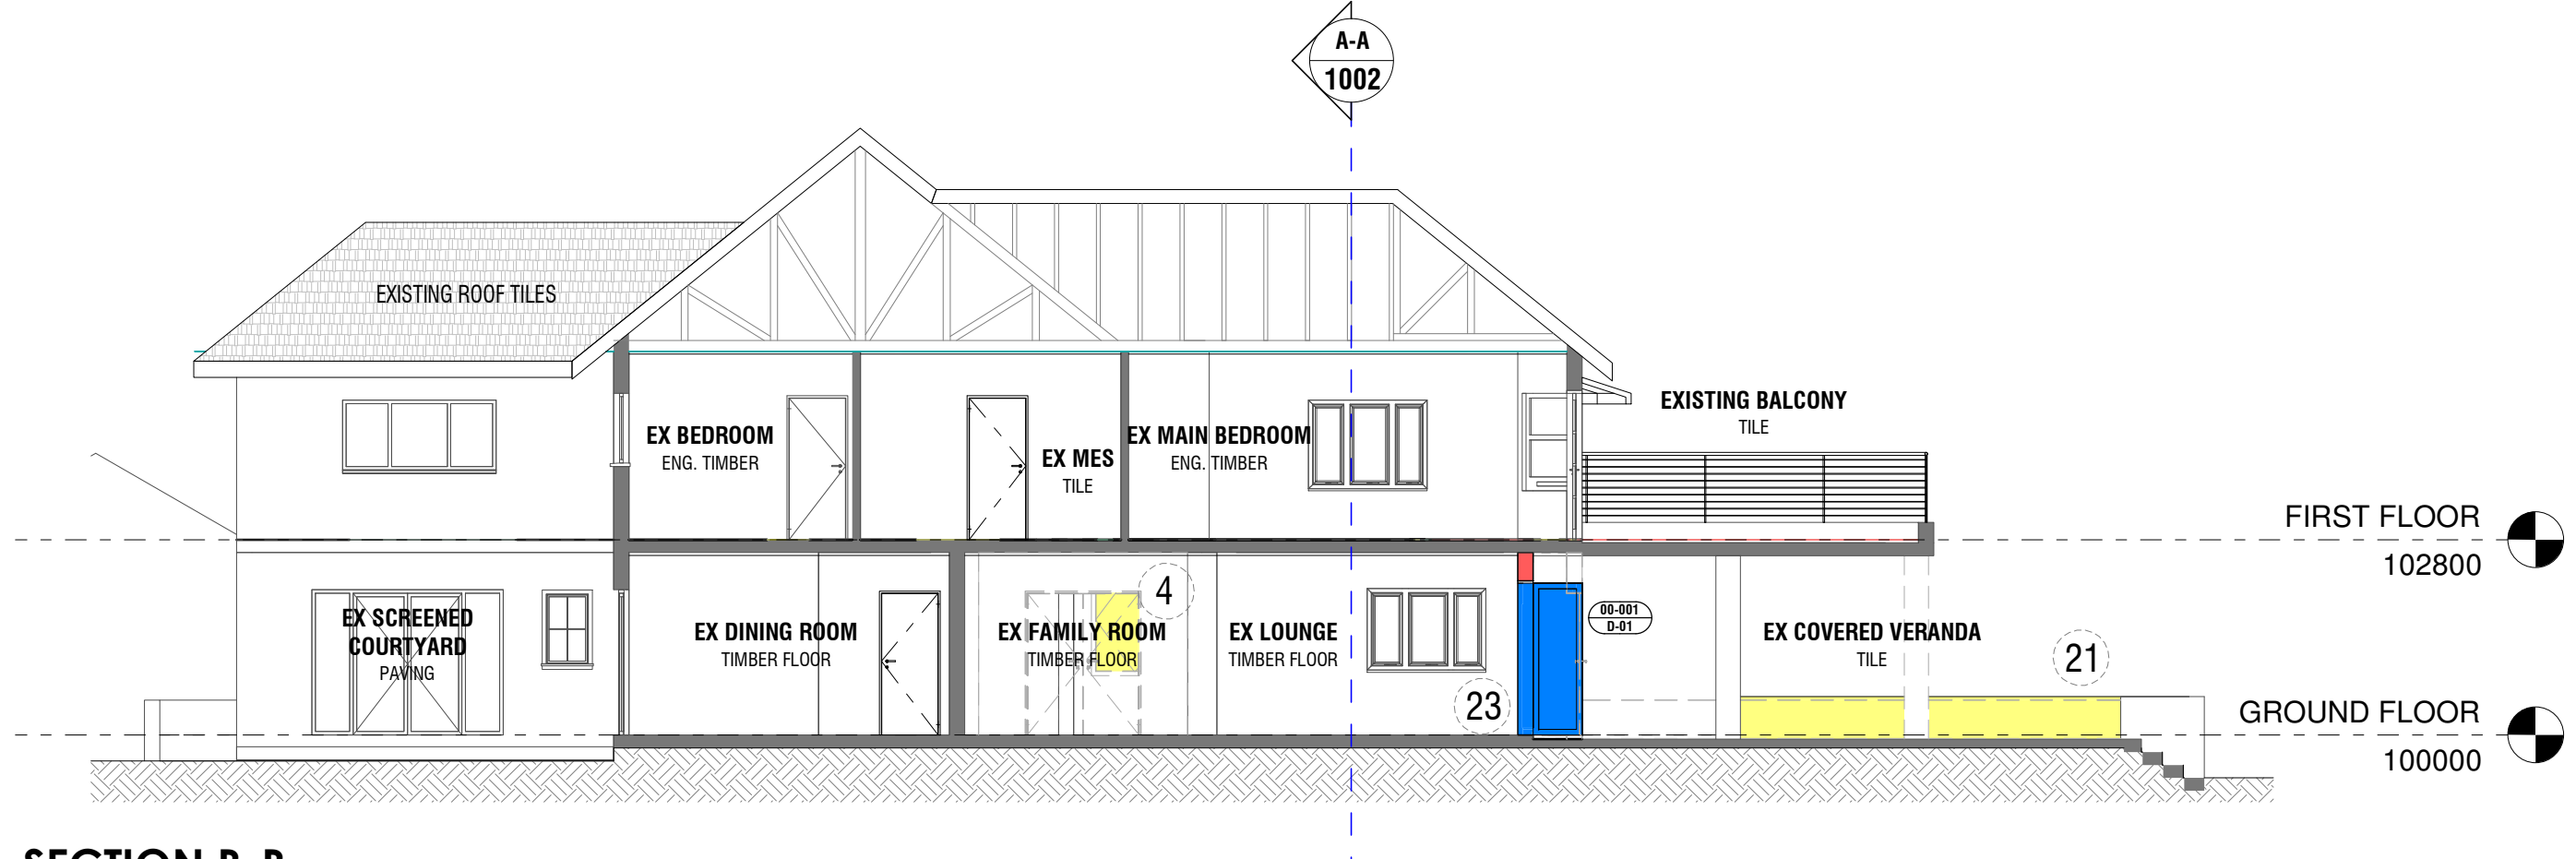 A-A
1002
EXISTING ROOF TILES
EXISTING BALCONY
TILE
EX BEDROOM
ENG. TIMBER
EX MES
TILE
EX MAIN BEDROOM
ENG. TIMBER
FIRST FLOOR
102800
4
00-001
D-01
EX SCREENED
COURTYARD
PAVING
EX DINING ROOM
TIMBER FLOOR
EX FAMILY ROOM
TIMBER FLOOR
EX LOUNGE
TIMBER FLOOR
EX COVERED VERANDA
TILE
21
23
GROUND FLOOR
100000
SECTION B-B